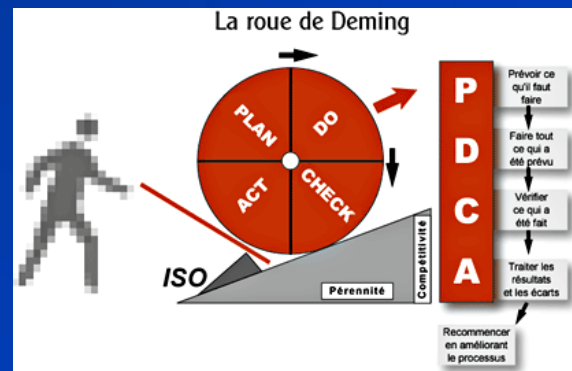 La roue de Deming
PLAN
DO
ACT
CHECK
ISO
Pérennité
Compétitivité
P
D
C
A
Prévoir ce
qu'il faut
faire
Faire tout
ce qui a
été prévu
Vérifier
ce qui a
été fait
Traiter les
résultats
et les écarts
Recommencer
en améliorant
le processus